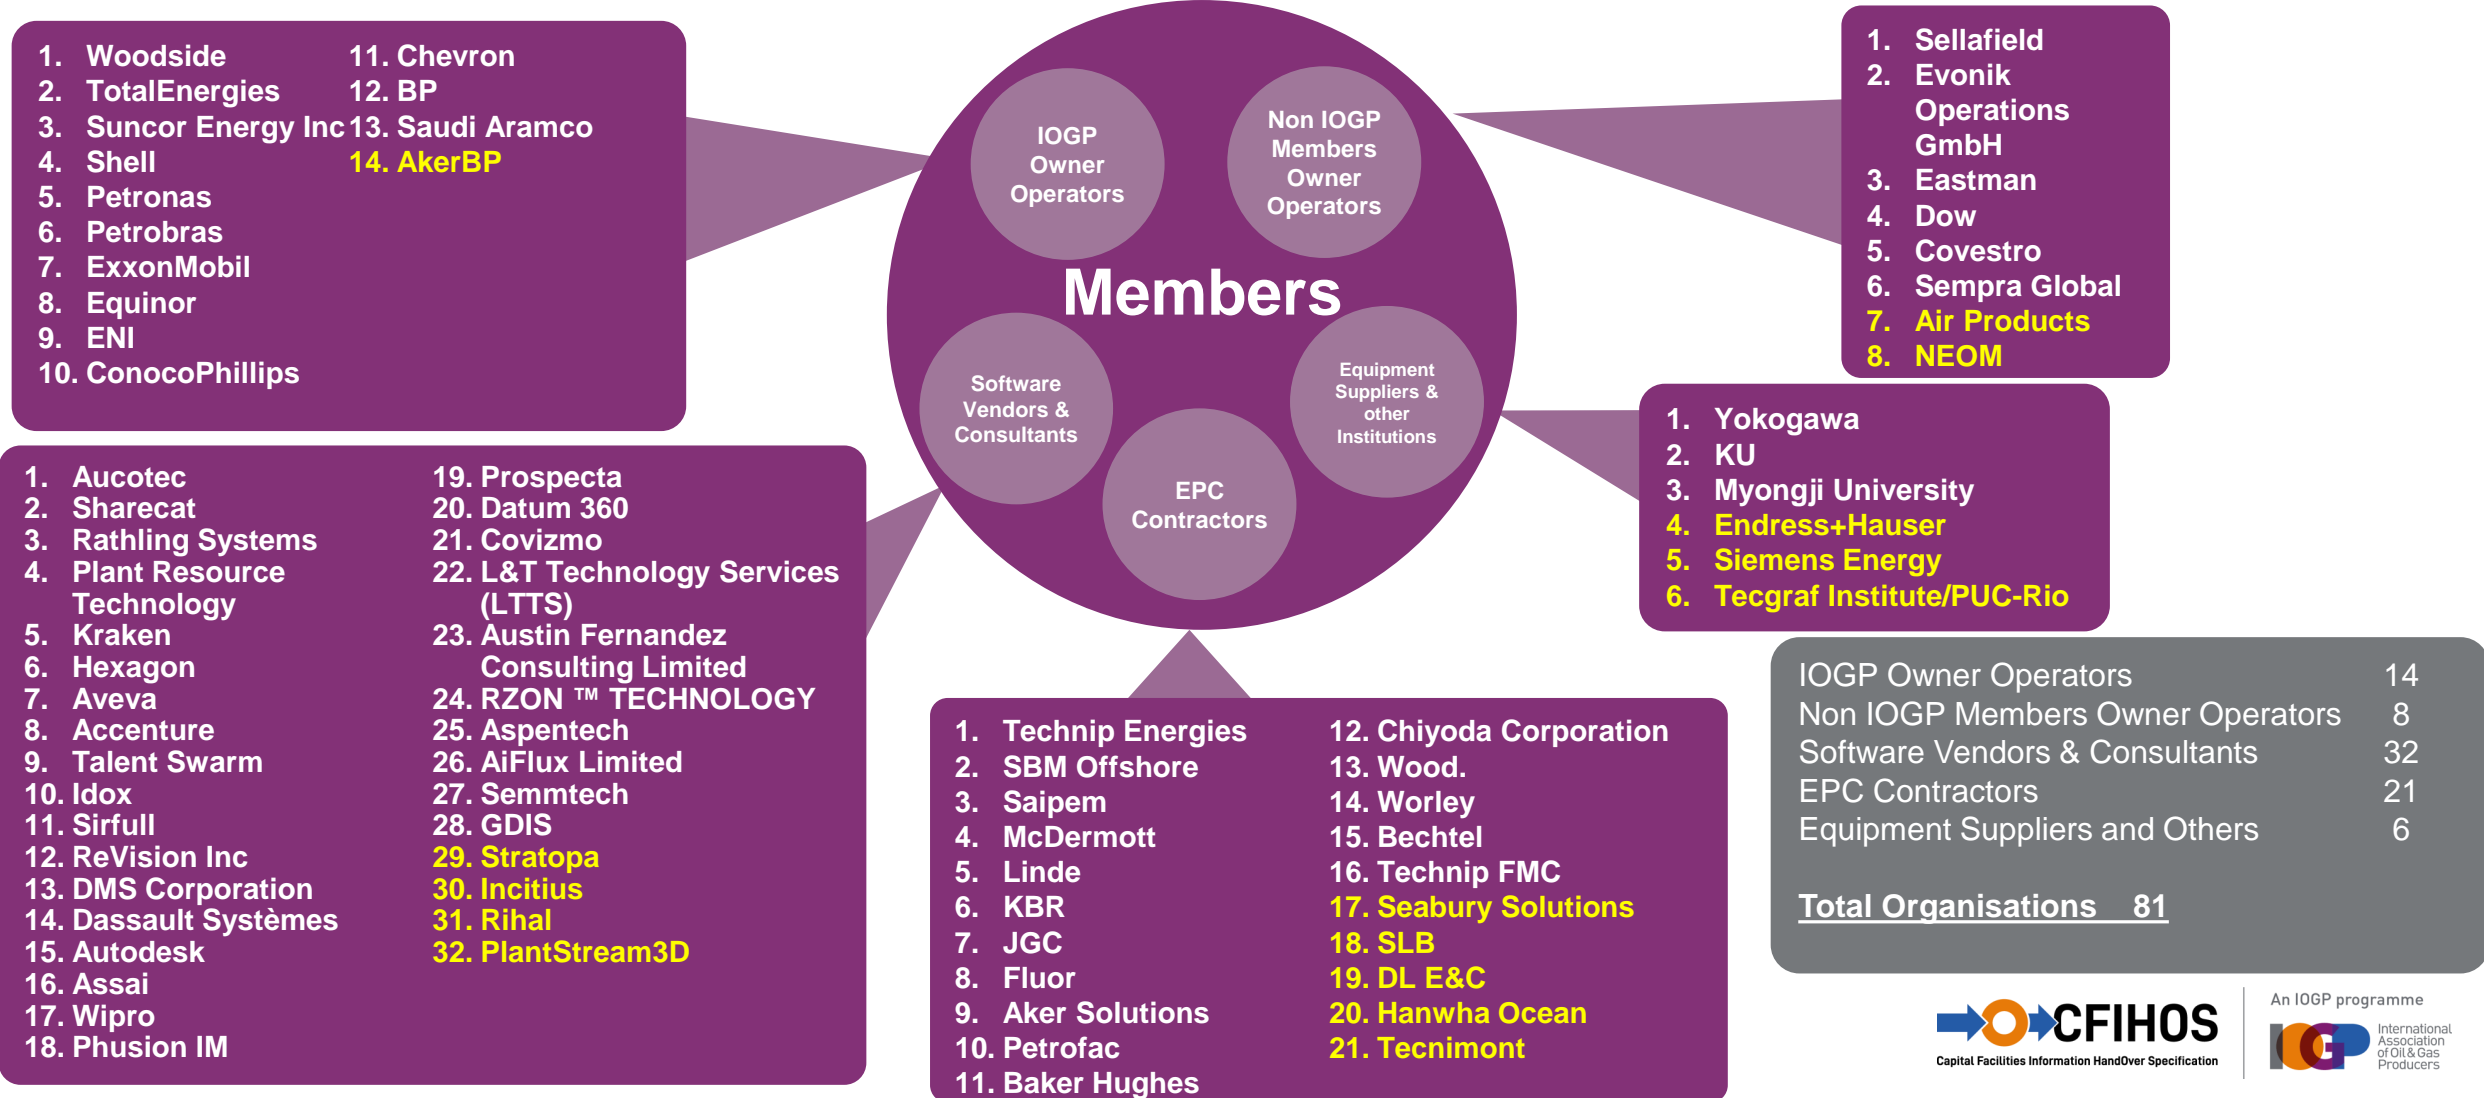 1. Woodside
2. TotalEnergies
3. Suncor Energy Inc
4. Shell
5. Petronas
6. Petrobras
7. ExxonMobil
8. Equinor
9. ENI
10. ConocoPhillips
11. Chevron
12. BP
13. Saudi Aramco
14. AkerBP
IOGP
Owner
Operators
Non IOGP
Members
Owner
Operators
Members
Software
Vendors &
Consultants
Equipment
Suppliers &
other
Institutions
EPC
Contractors
1. Sellafield
2. Evonik
Operations
GmbH
3. Eastman
4. Dow
5. Covestro
6. Sempra Global
7. Air Products
8. NEOM
1. Yokogawa
2. KU
3. Myongji University
4. Endress+Hauser
5. Siemens Energy
6. Tecgraf Institute/PUC-Rio
1. Aucotec
2. Sharecat
3. Rathling Systems
4. Plant Resource
Technology
5. Kraken
6. Hexagon
7. Aveva
8. Accenture
9. Talent Swarm
10. Idox
11. Sirfull
12. ReVision Inc
13. DMS Corporation
14. Dassault Systèmes
15. Autodesk
16. Assai
17. Wipro
18. Phusion IM
19. Prospecta
20. Datum 360
21. Covizmo
22. L&T Technology Services
(LTTS)
23. Austin Fernandez
Consulting Limited
24. RZON ™ TECHNOLOGY
25. Aspentech
26. AiFlux Limited
27. Semmtech
28. GDIS
29. Stratopa
30. Incitius
31. Rihal
32. PlantStream3D
1. Technip Energies
2. SBM Offshore
3. Saipem
4. McDermott
5. Linde
6. KBR
7. JGC
8. Fluor
9. Aker Solutions
10. Petrofac
11. Baker Hughes
12. Chiyoda Corporation
13. Wood.
14. Worley
15. Bechtel
16. Technip FMC
17. Seabury Solutions
18. SLB
19. DL E&C
20. Hanwha Ocean
21. Tecnimont
IOGP Owner Operators 14
Non IOGP Members Owner Operators 8
Software Vendors & Consultants 32
EPC Contractors 21
Equipment Suppliers and Others 6
Total Organisations 81
CFIHOS
Capital Facilities Information HandOver Specification
An IOGP programme
IOGP
International
Association
of Oil & Gas
Producers